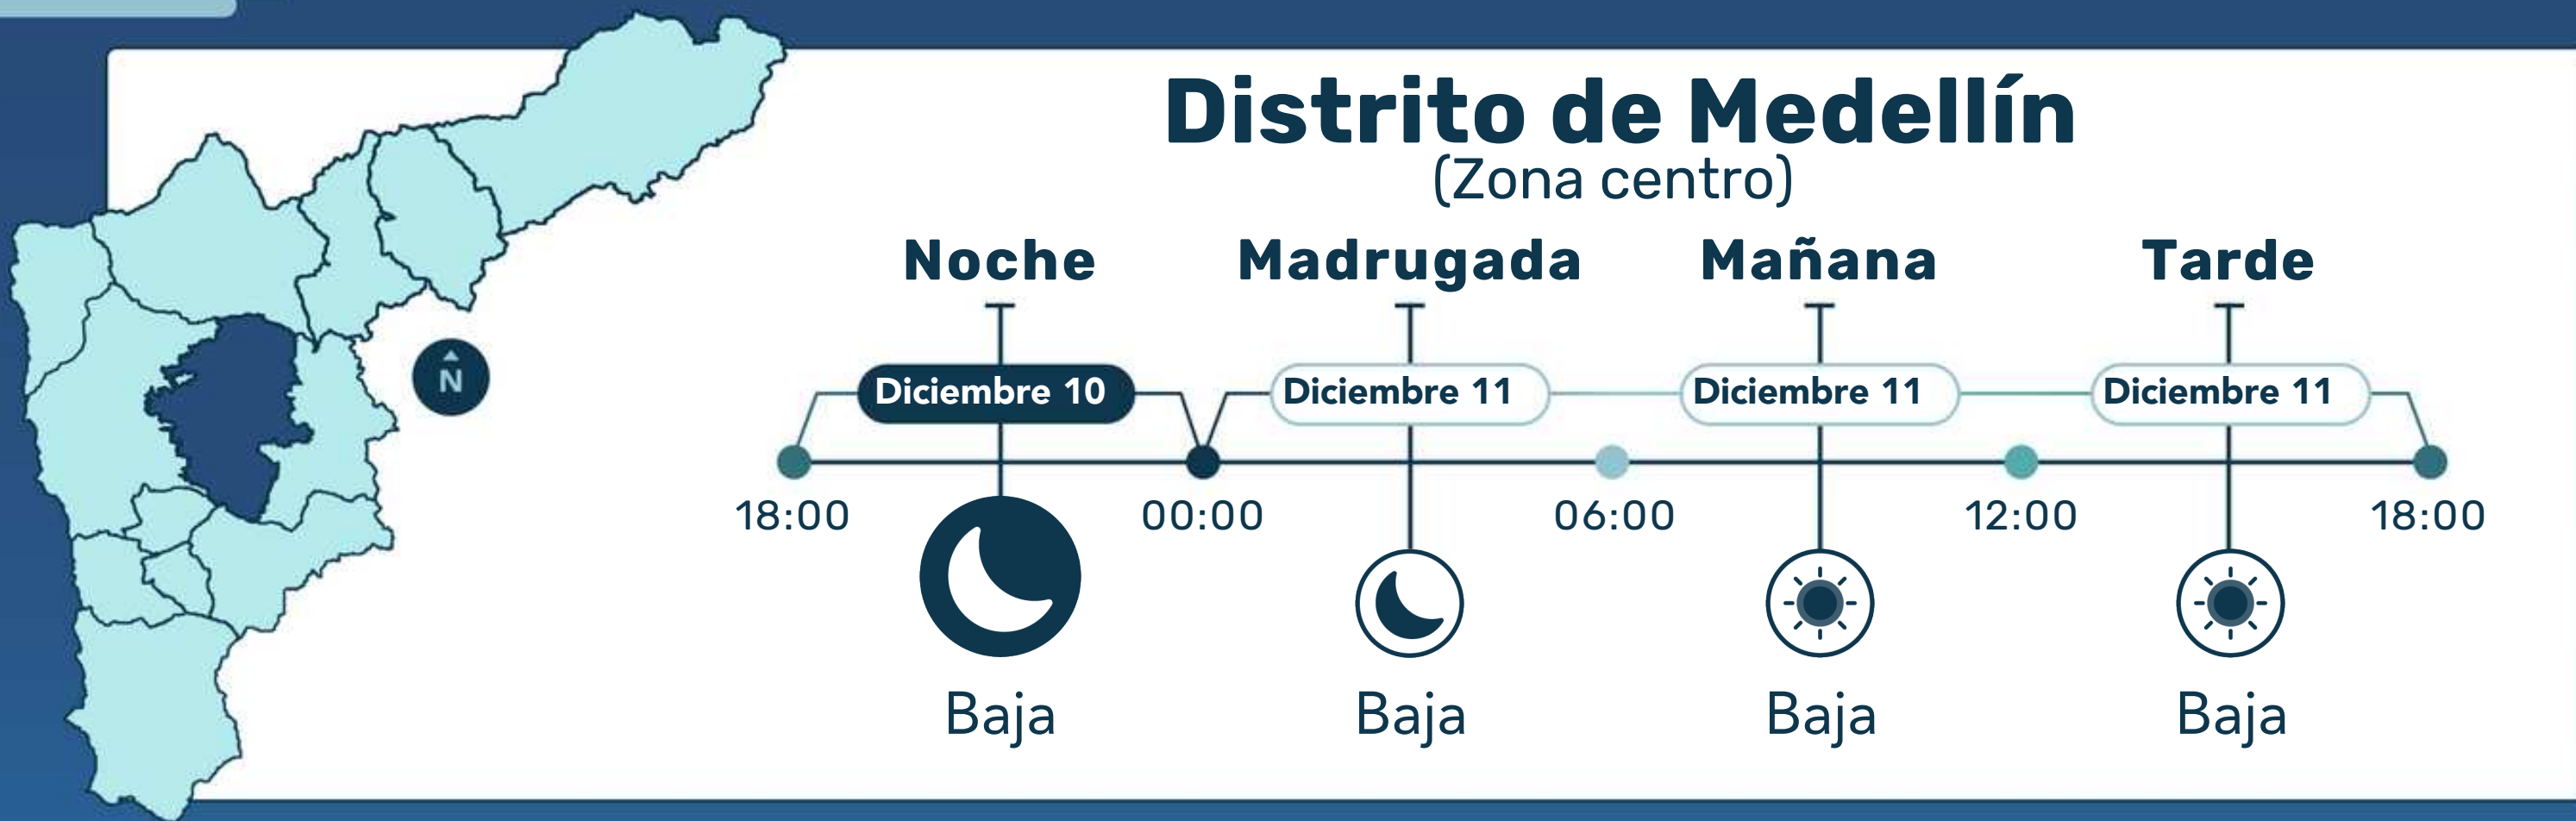 Distrito de Medellín
(Zona centro)
Noche Madrugada Mañana Tarde
N
Diciembre 10 Diciembre 11 Diciembre 11 Diciembre 11
18:00 00:00 06:00 12:00 18:00
Baja Baja Baja Baja